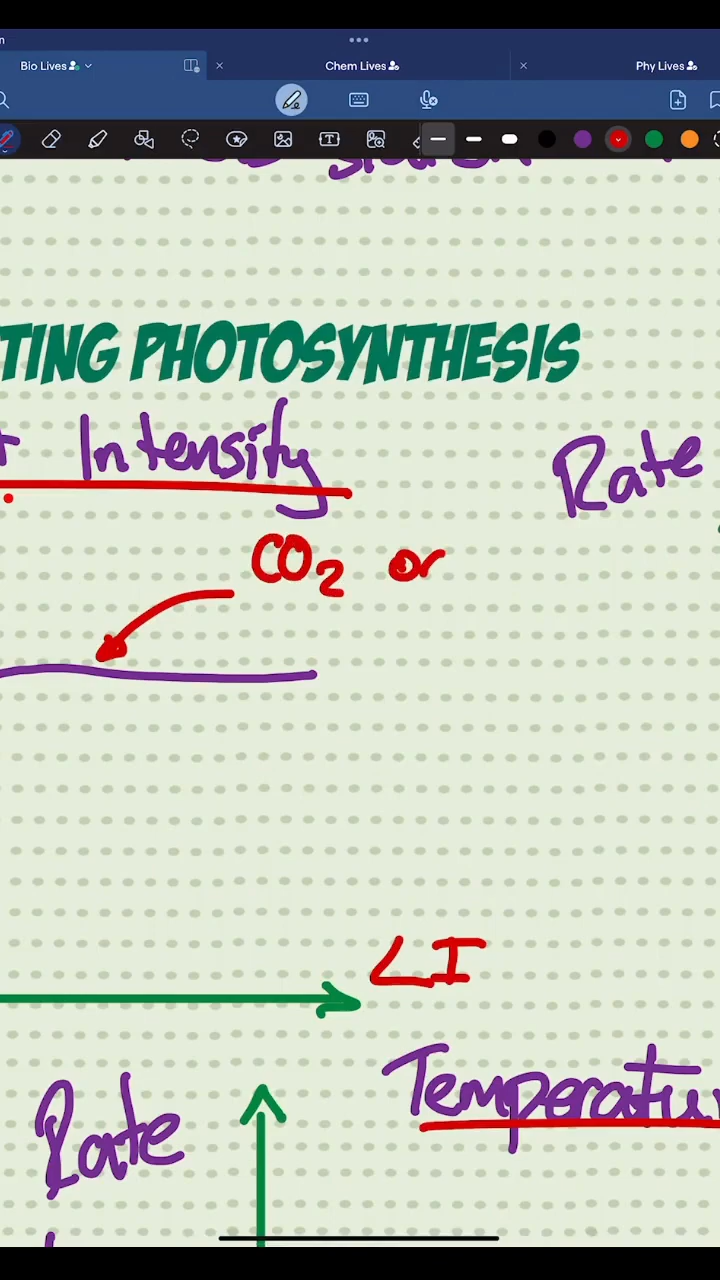 Bio Lives
Chem Lives
Phy Lives
TING PHOTOSYNTHESIS
Intensity
Rate
CO2 or
LI
Temperatu
Rate